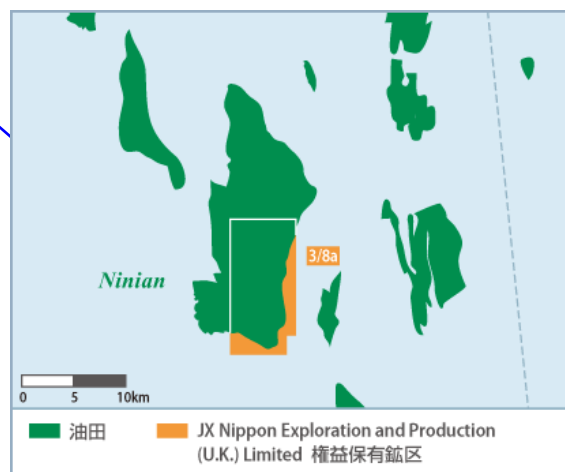 3/8a
Ninian
0 5 10km
油田
JX Nippon Exploration and Production
(U.K.) Limited 権益保有鉱区